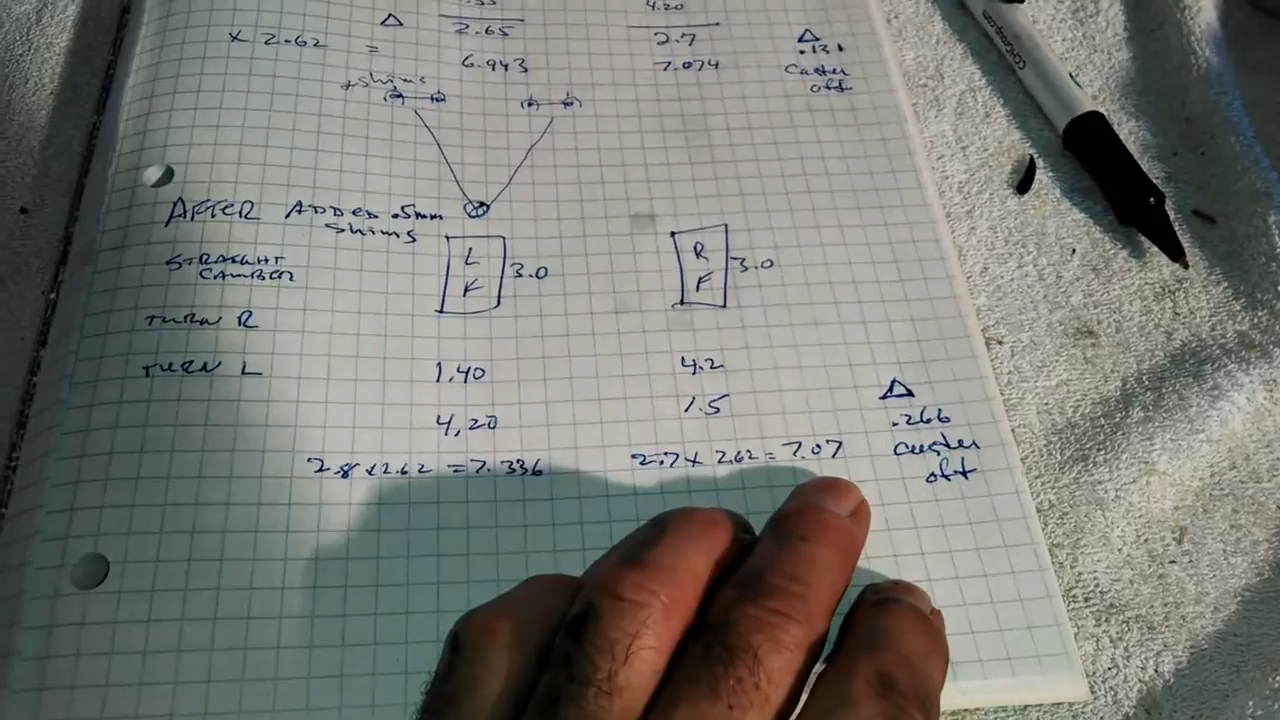 4.20
Δ 2.65 2.7 Δ
× 2.62 = 6.943 7.074 .131
caster
off
+shims
AFTER ADDED .5mm
shims
STRAIGHT
CAMBER
L
F
3.0
R
F
3.0
TURN R
TURN L 1.40 4.2
4,20 1.5
2.8 × 2.62 = 7.336 2.7 × 2.62 = 7.07
Δ
.266
caster
off